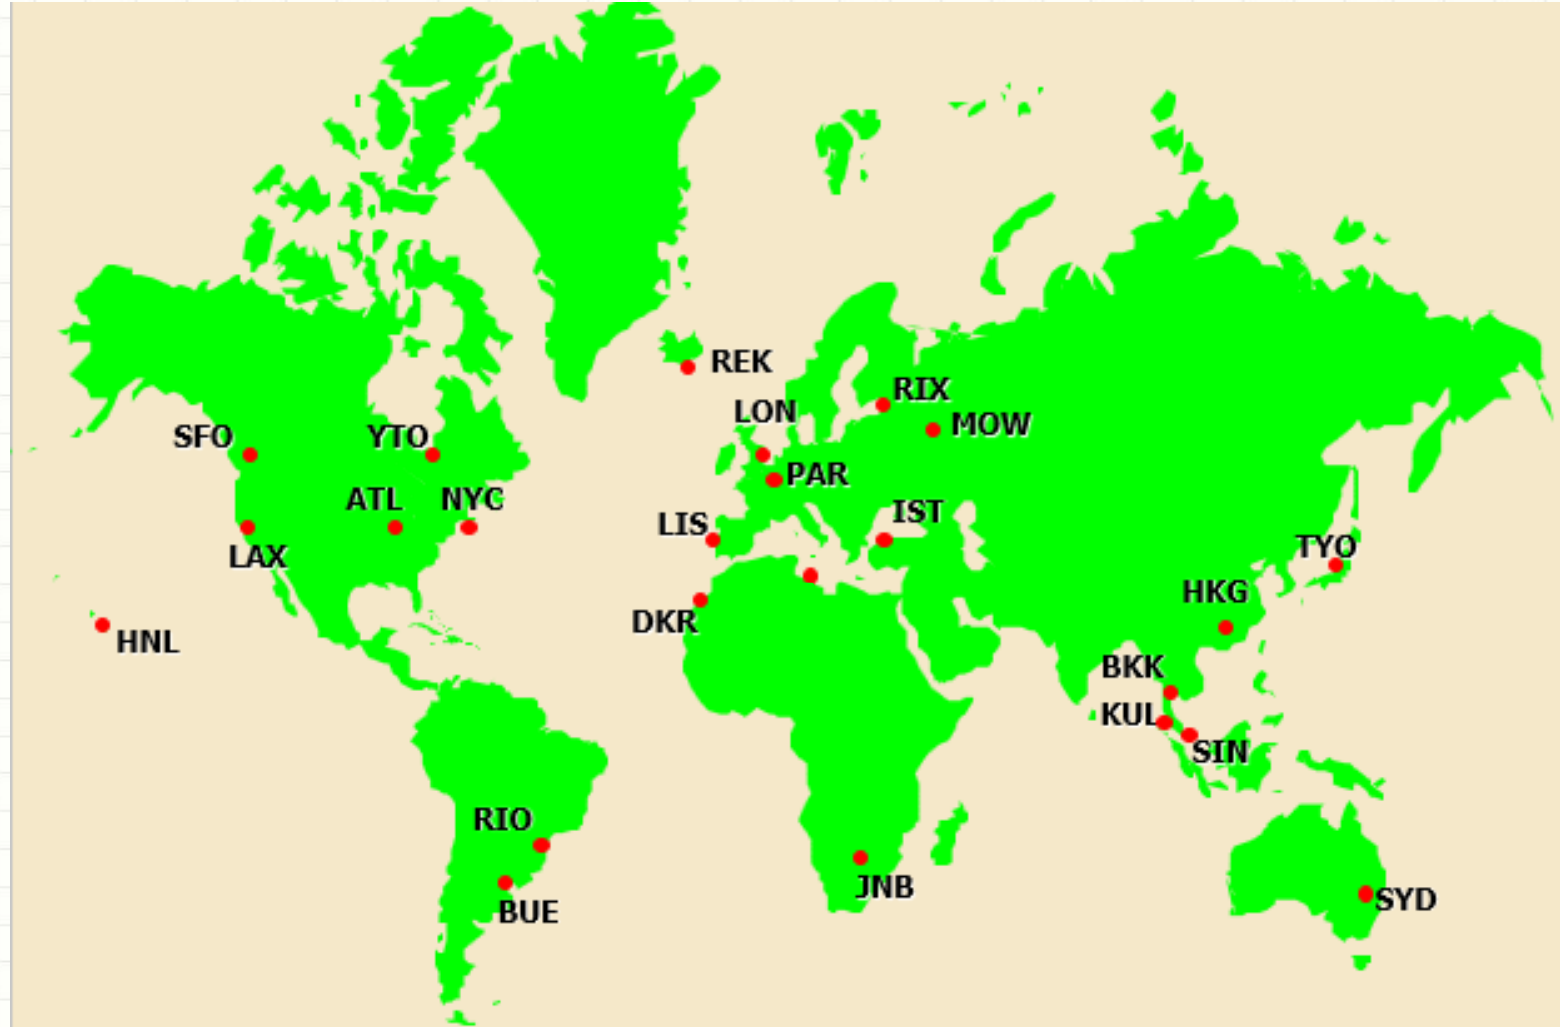 REK
RIX
LON
MOW
SFO
YTO
PAR
ATL
NYC
IST
LIS
TYO
LAX
HKG
DKR
HNL
BKK
KUL
SIN
RIO
JNB
SYD
BUE